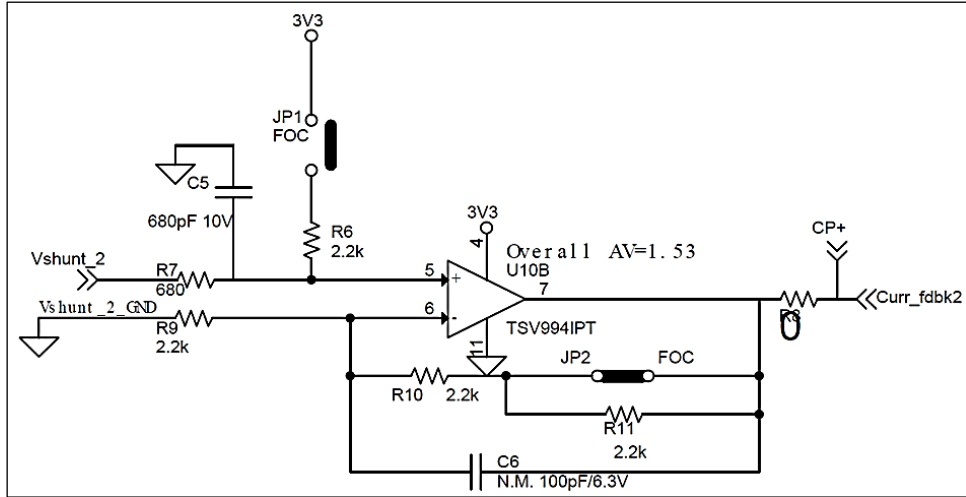 3V3
JP1
FOC
C5
680pF 10V
R6
2.2k
3V3
4
Overall AV=1.53
U10B
CP+
Vshunt_2
R7
680
5
+
7
Curr_fdbk2
Vshunt_2_GND
6
-
R8
0
R9
2.2k
TSV994IPT
11
JP2
FOC
R10
2.2k
R11
2.2k
C6
N.M. 100pF/6.3V